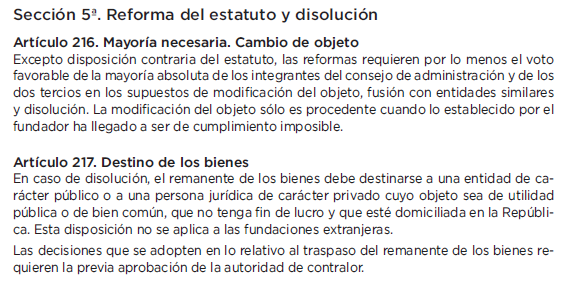 Sección 5ª. Reforma del estatuto y disolución
Artículo 216. Mayoría necesaria. Cambio de objeto
Excepto disposición contraria del estatuto, las reformas requieren por lo menos el voto
favorable de la mayoría absoluta de los integrantes del consejo de administración y de los
dos tercios en los supuestos de modificación del objeto, fusión con entidades similares
y disolución. La modificación del objeto sólo es procedente cuando lo establecido por el
fundador ha llegado a ser de cumplimiento imposible.
Artículo 217. Destino de los bienes
En caso de disolución, el remanente de los bienes debe destinarse a una entidad de ca-
rácter público o a una persona jurídica de carácter privado cuyo objeto sea de utilidad
pública o de bien común, que no tenga fin de lucro y que esté domiciliada en la Repúbli-
ca. Esta disposición no se aplica a las fundaciones extranjeras.
Las decisiones que se adopten en lo relativo al traspaso del remanente de los bienes re-
quieren la previa aprobación de la autoridad de contralor.